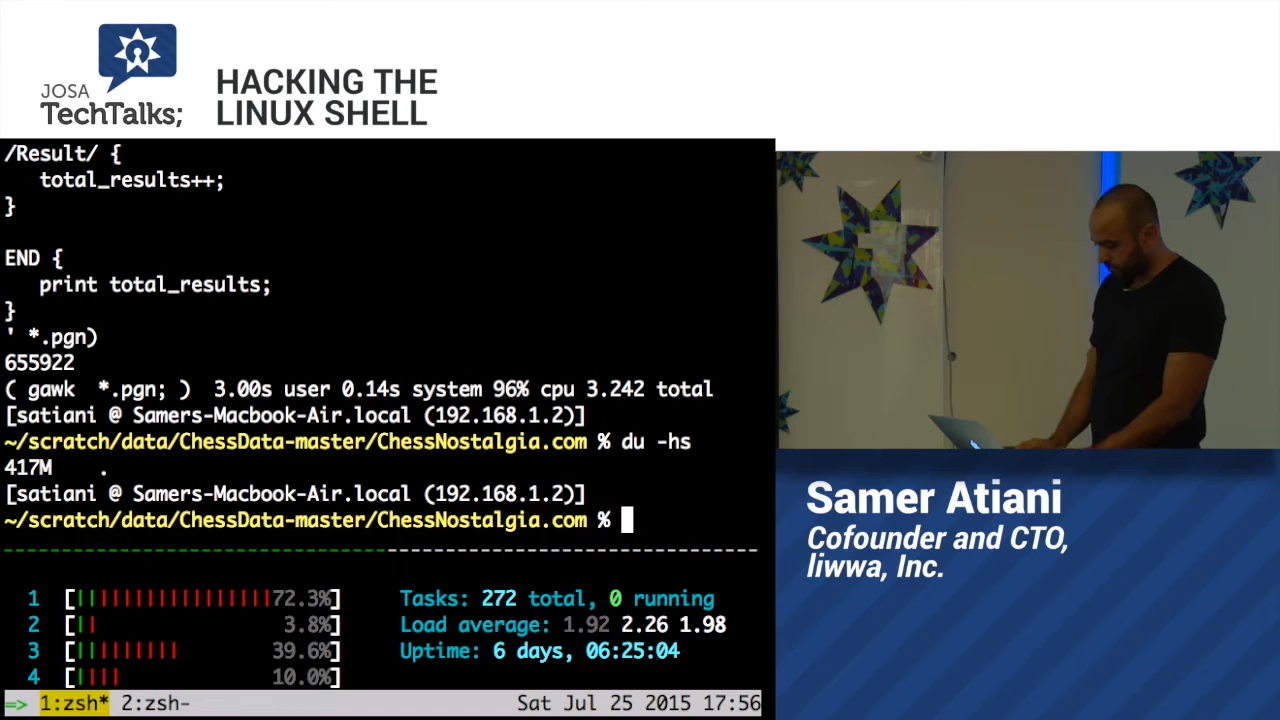 JOSA
TechTalks;
HACKING THE
LINUX SHELL
/Result/ {
total_results++;
}
END {
print total_results;
}
' *.pgn)
655922
( gawk *.pgn; ) 3.00s user 0.14s system 96% cpu 3.242 total
[satiani @ Samers-Macbook-Air.local (192.168.1.2)]
~/scratch/data/ChessData-master/ChessNostalgia.com % du -hs
417M .
[satiani @ Samers-Macbook-Air.local (192.168.1.2)]
~/scratch/data/ChessData-master/ChessNostalgia.com %
1 [|||||||||||||||||72.3%]
2 [|| 3.8%]
3 [||||||||| 39.6%]
4 [|||| 10.0%]
Tasks: 272 total, 0 running
Load average: 1.92 2.26 1.98
Uptime: 6 days, 06:25:04
=> 1:zsh* 2:zsh- Sat Jul 25 2015 17:56
Samer Atiani
Cofounder and CTO,
liwwa, Inc.